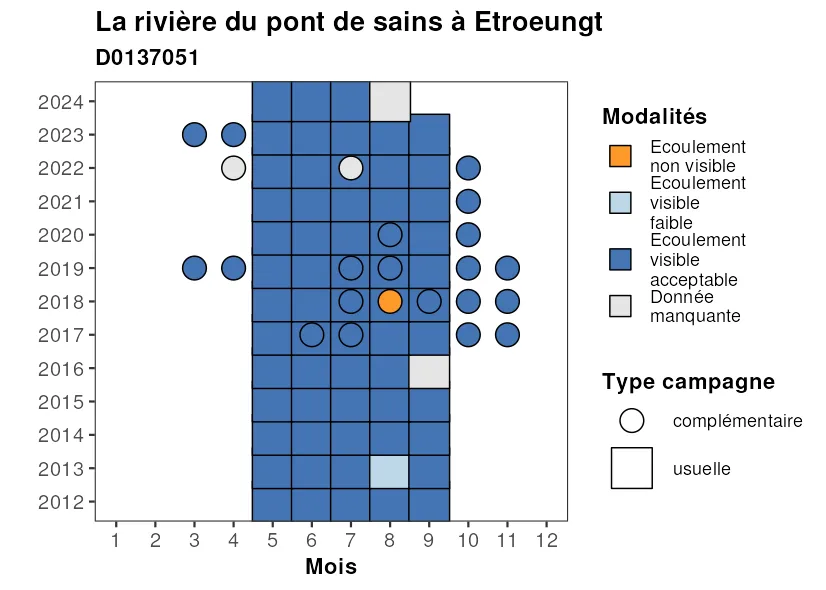 La rivière du pont de sains à Etroeungt
D0137051
2024
2023
2022
2021
2020
2019
2018
2017
2016
2015
2014
2013
2012
1 2 3 4 5 6 7 8 9 10 11 12
Mois
Modalités
Ecoulement
non visible
Ecoulement
visible
faible
Ecoulement
visible
acceptable
Donnée
manquante
Type campagne
complémentaire
usuelle